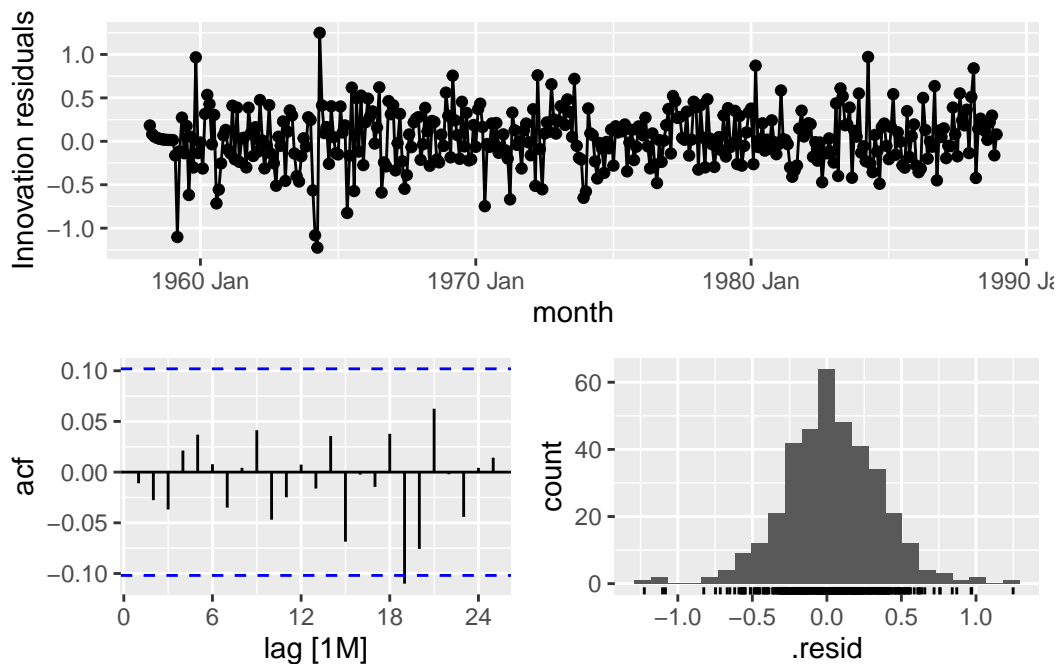 Innovation residuals
1.0
0.5
0.0
−0.5
−1.0
1960 Jan
1970 Jan
1980 Jan
1990 Ja
month
acf
0.10
0.05
0.00
−0.05
−0.10
0
6
12
18
24
lag [1M]
count
60
40
20
0
−1.0
−0.5
0.0
0.5
1.0
.resid